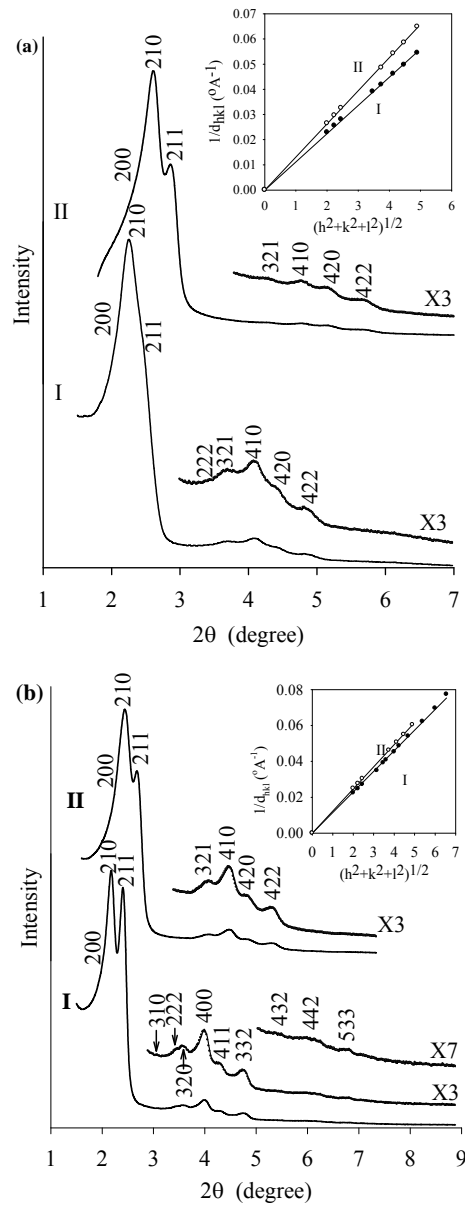 (a)
210
0.07
0.06
0.05
0.04
0.03
0.02
0.01
0.0
1/d_hkl (°A⁻¹)
II
I
0 1 2 3 4 5 6
(h²+k²+l²)^1/2
200
211
II
210
321
410
420
422
X3
Intensity
200
211
I
222
321
410
420
422
X3
1 2 3 4 5 6 7
2θ (degree)
(b)
210
0.08
0.06
0.04
0.02
0.00
1/d_hkl (°A⁻¹)
II
I
0 1 2 3 4 5 6 7
(h²+k²+l²)^1/2
200
211
II
321
410
420
422
X3
Intensity
210
211
200
I
310
222
320
400
411
332
432
442
533
X7
X3
1 2 3 4 5 6 7 8 9
2θ (degree)